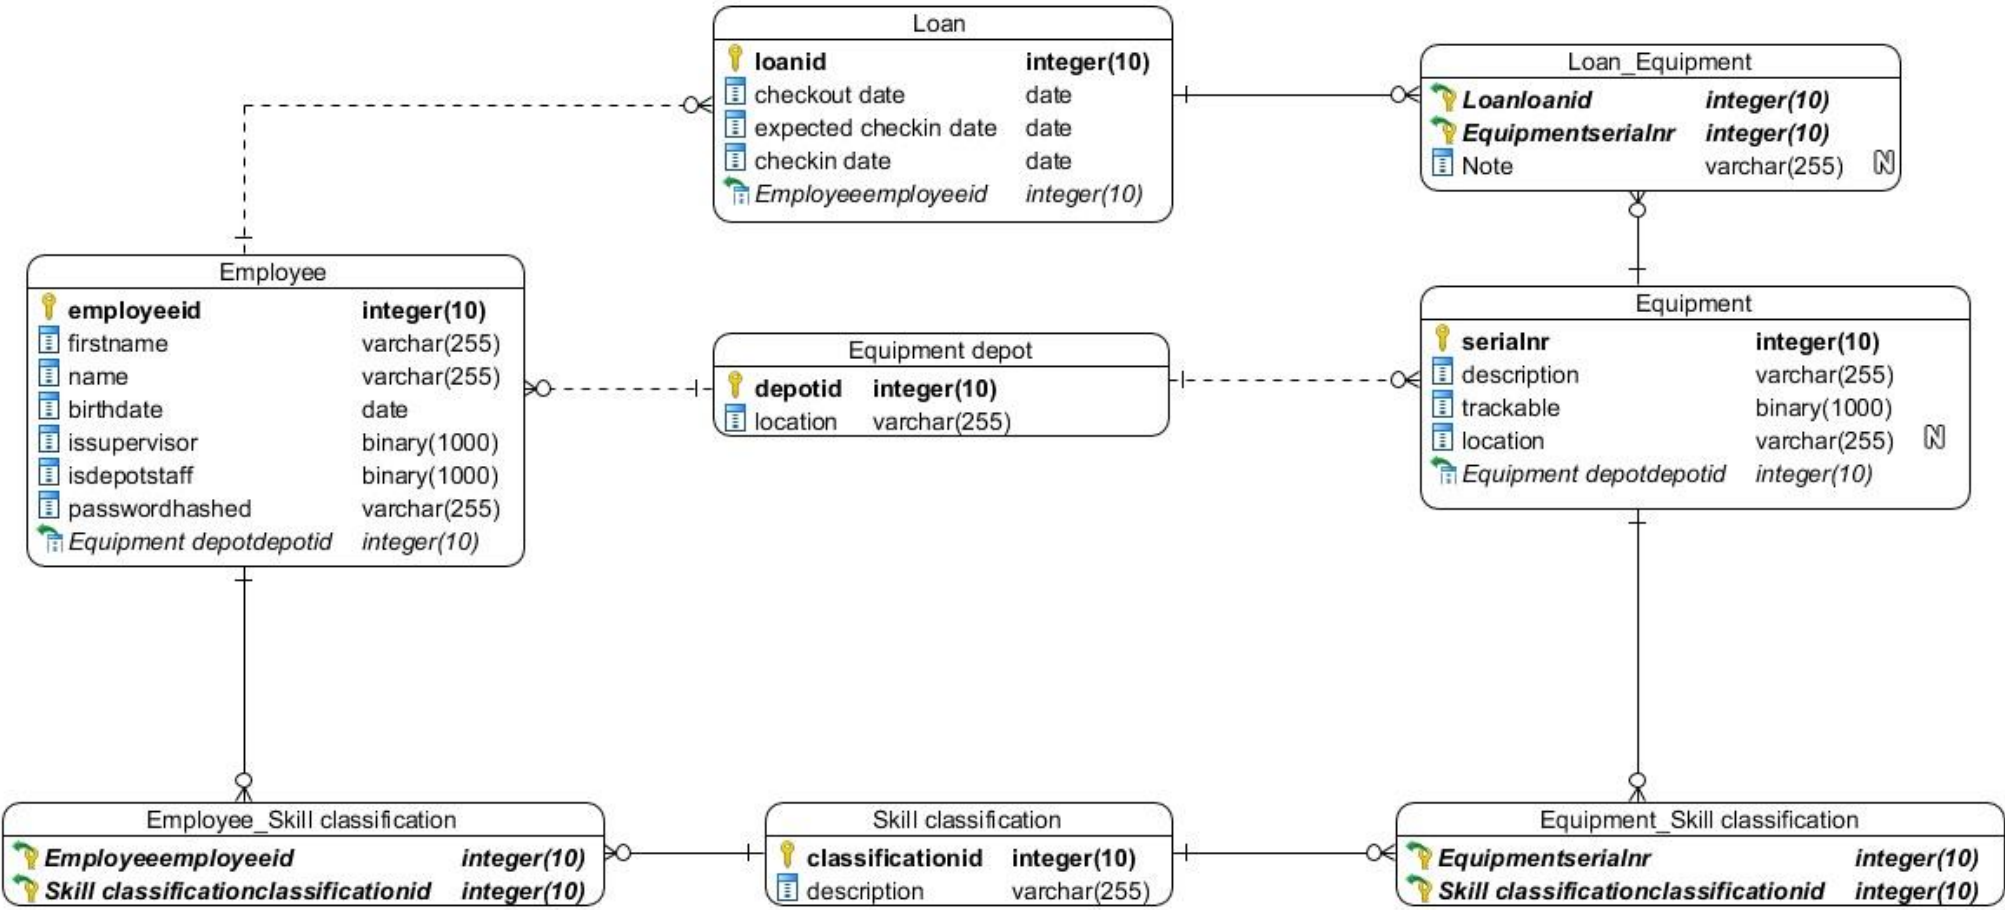 Loan
loanid integer(10)
checkout date date
expected checkin date date
checkin date date
Employeeemployeeid integer(10)
Loan_Equipment
Loanloanid integer(10)
Equipmentserialnr integer(10)
Note varchar(255) N
Employee
employeeid integer(10)
firstname varchar(255)
name varchar(255)
birthdate date
issupervisor binary(1000)
isdepotstaff binary(1000)
passwordhashed varchar(255)
Equipment depotdepotid integer(10)
Equipment depot
depotid integer(10)
location varchar(255)
Equipment
serialnr integer(10)
description varchar(255)
trackable binary(1000)
location varchar(255) N
Equipment depotdepotid integer(10)
Employee_Skill classification
Employeeemployeeid integer(10)
Skill classificationclassificationid integer(10)
Skill classification
classificationid integer(10)
description varchar(255)
Equipment_Skill classification
Equipmentserialnr integer(10)
Skill classificationclassificationid integer(10)